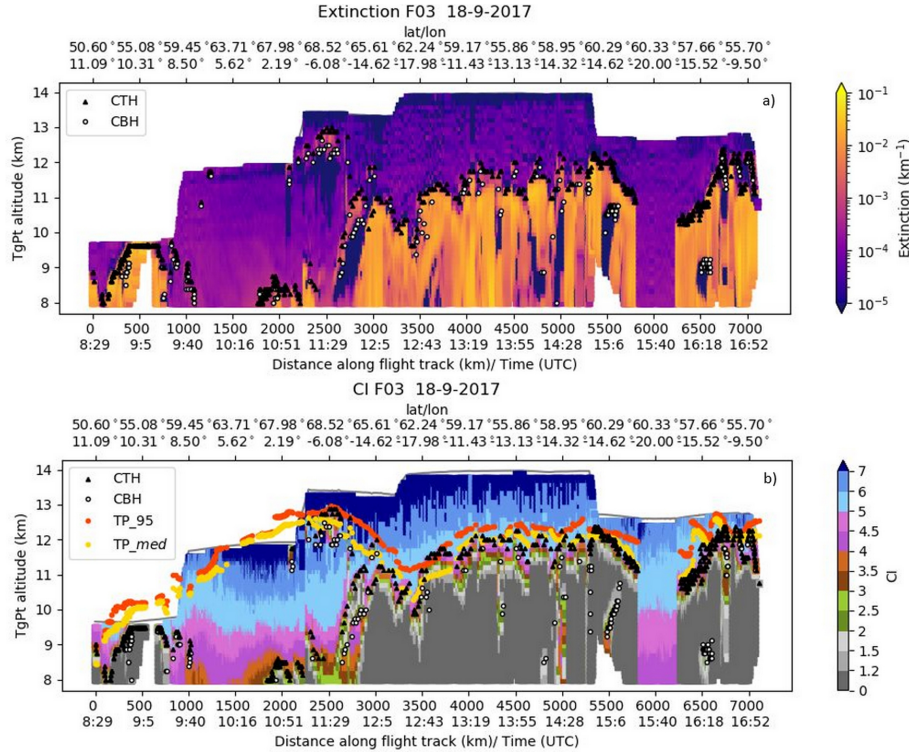 Extinction F03 18-9-2017
lat/lon
50.60° 55.08° 59.45° 63.71° 67.98° 68.52° 65.61° 62.24° 59.17° 55.86° 58.95° 60.29° 60.33° 57.66° 55.70°
11.09° 10.31° 8.50° 5.62° 2.19° -6.08° -14.62° -17.98° -11.43° -13.13° -14.32° -14.62° -20.00° -15.52° -9.50°
a)
CTH
CBH
TgPt altitude (km)
14
13
12
11
10
9
8
0 500 1000 1500 2000 2500 3000 3500 4000 4500 5000 5500 6000 6500 7000
8:29 9:5 9:40 10:16 10:51 11:29 12:5 12:43 13:19 13:55 14:28 15:6 15:40 16:18 16:52
Distance along flight track (km)/ Time (UTC)
10⁻¹
10⁻²
10⁻³
10⁻⁴
10⁻⁵
Extinction (km⁻¹)
CI F03 18-9-2017
lat/lon
50.60° 55.08° 59.45° 63.71° 67.98° 68.52° 65.61° 62.24° 59.17° 55.86° 58.95° 60.29° 60.33° 57.66° 55.70°
11.09° 10.31° 8.50° 5.62° 2.19° -6.08° -14.62° -17.98° -11.43° -13.13° -14.32° -14.62° -20.00° -15.52° -9.50°
b)
CTH
CBH
TP_95
TP_med
TgPt altitude (km)
14
13
12
11
10
9
8
0 500 1000 1500 2000 2500 3000 3500 4000 4500 5000 5500 6000 6500 7000
8:29 9:5 9:40 10:16 10:51 11:29 12:5 12:43 13:19 13:55 14:28 15:6 15:40 16:18 16:52
Distance along flight track (km)/ Time (UTC)
7
6
5
4.5
4
3.5
3
2.5
2
1.5
1.2
0
CI